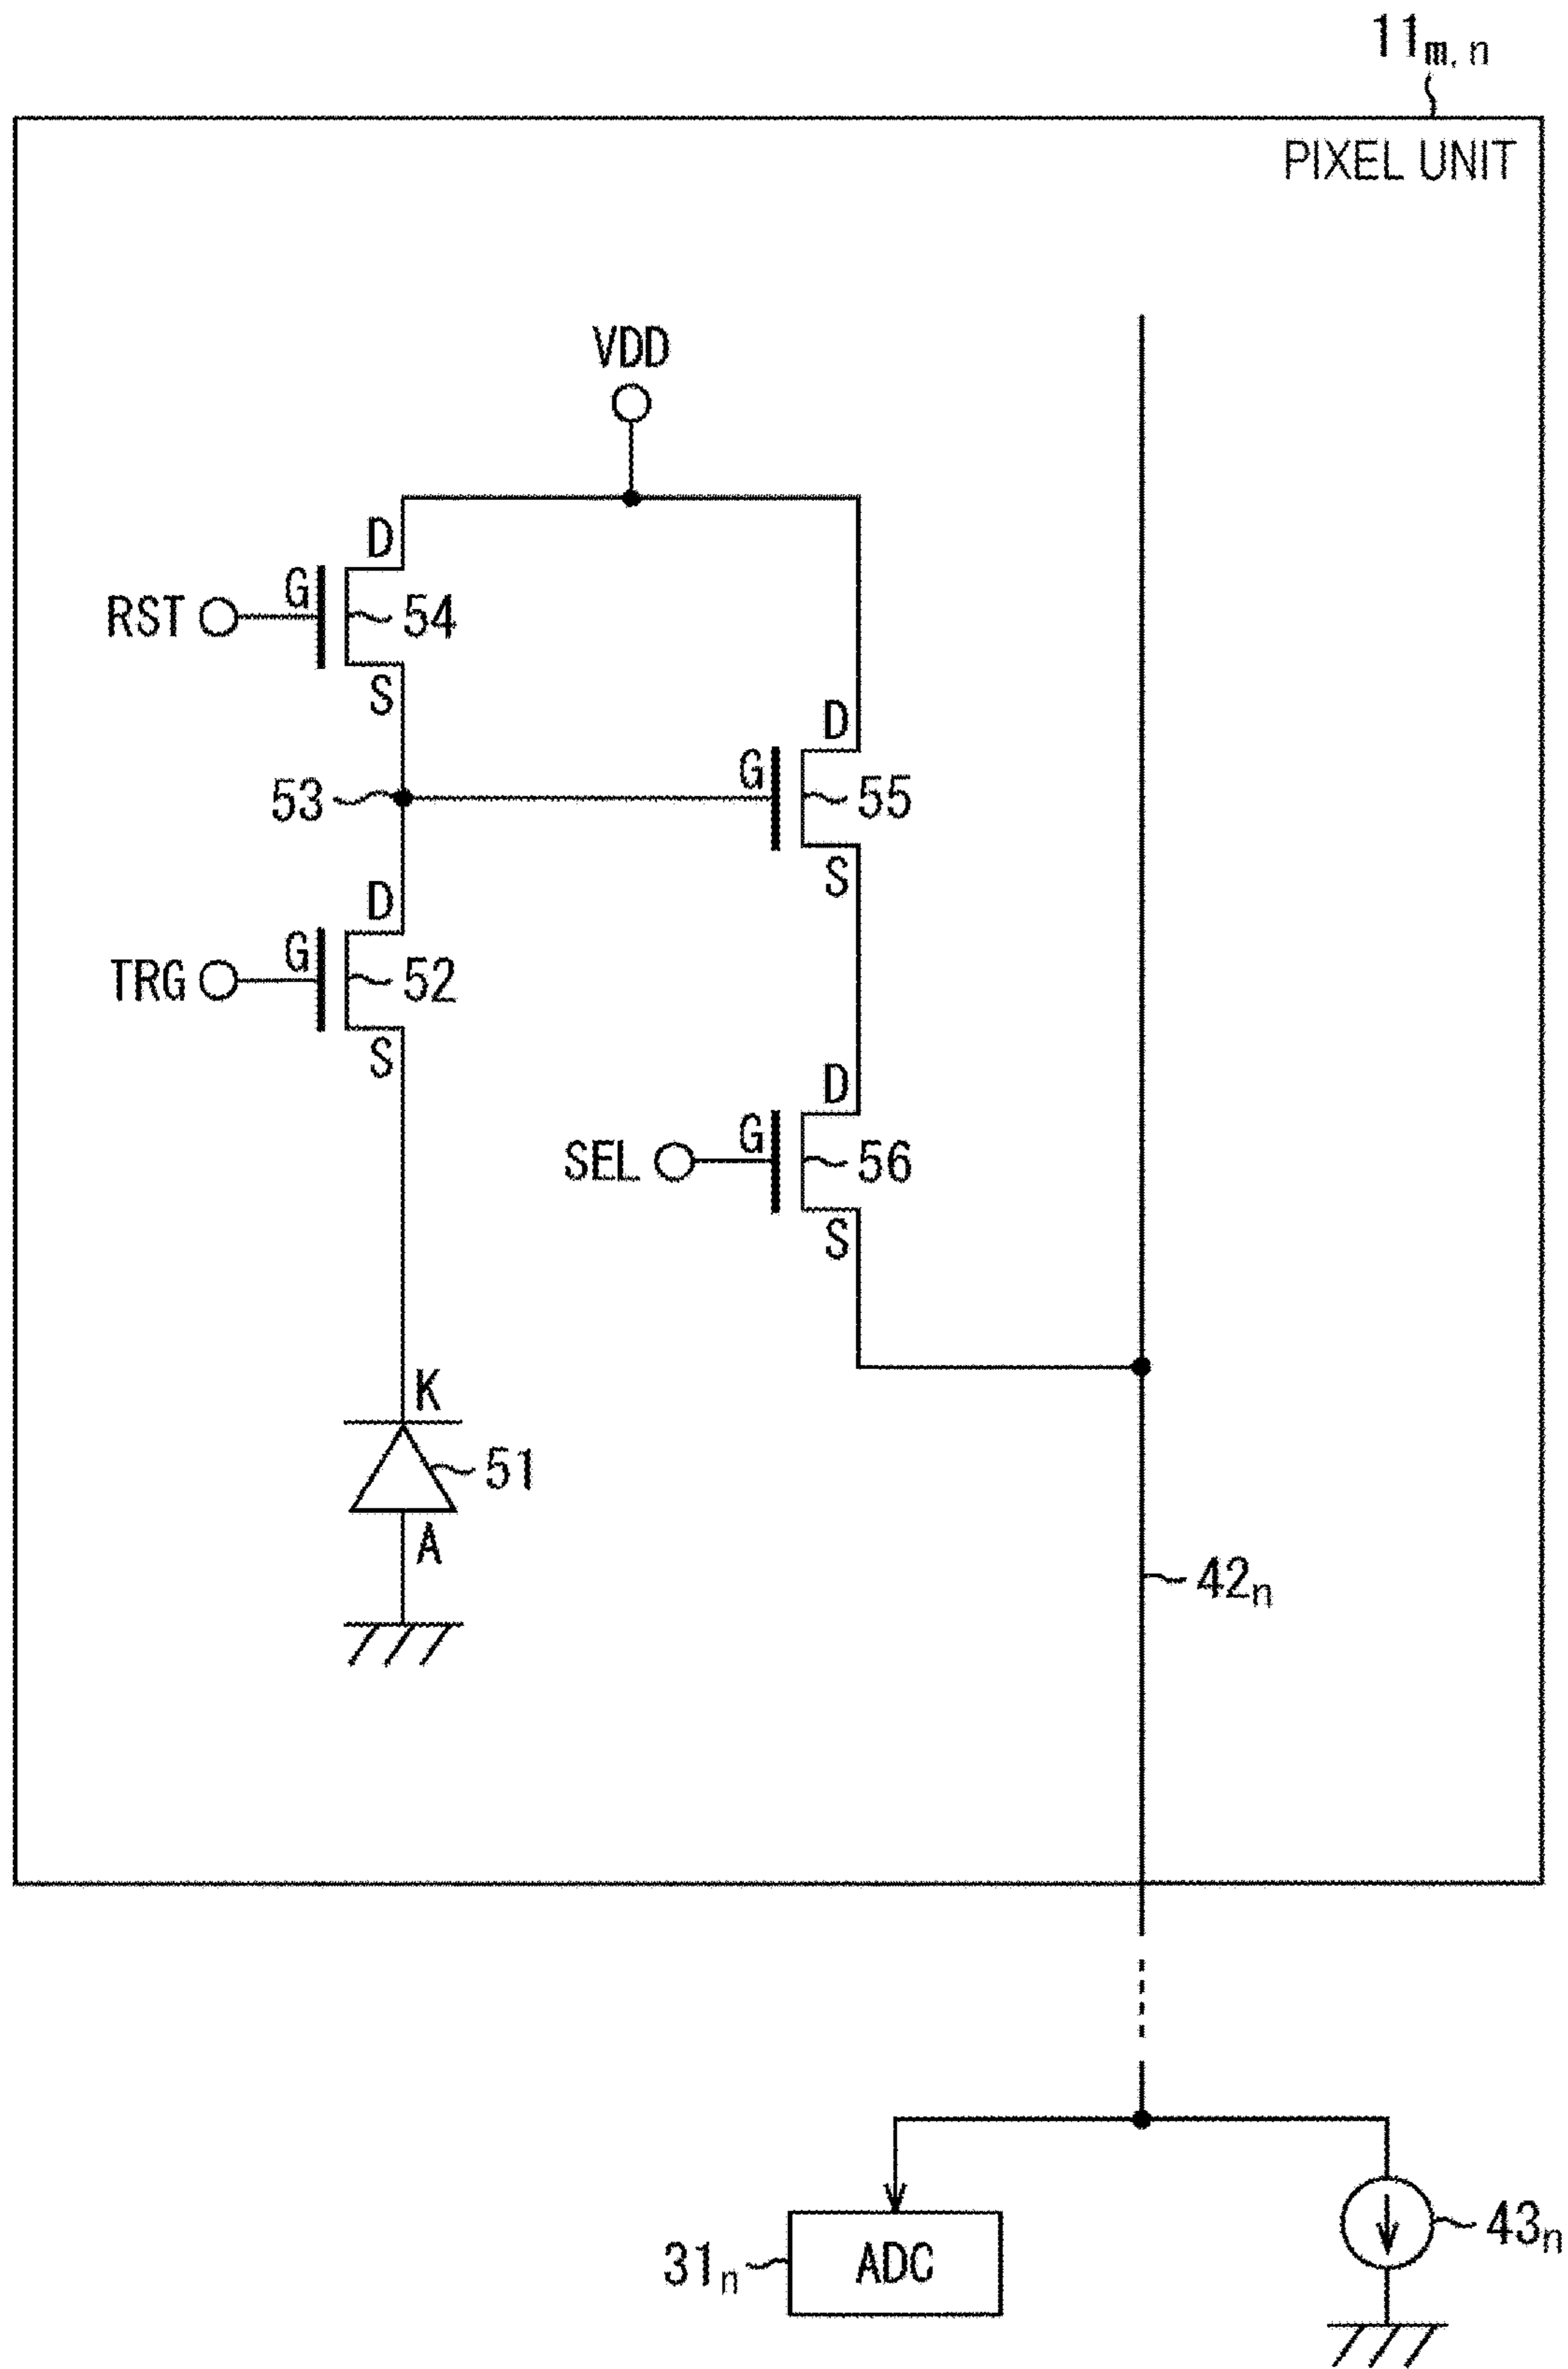 11m,n
PIXEL UNIT
VDD
D
G
RST
54
S
D
G
53
55
S
D
G
TRG
52
S
D
G
SEL
56
S
K
51
A
42n
31n
ADC
43n